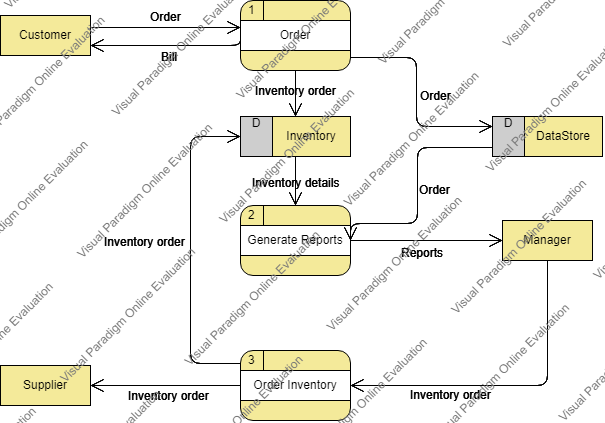 Order
1
Customer
Order
Bill
Inventory order
Order
D
Inventory
D
DataStore
Inventory details
Order
2
Generate Reports
Manager
Inventory order
Reports
3
Supplier
Order Inventory
Inventory order
Inventory order
Visual Paradigm Online Evaluation